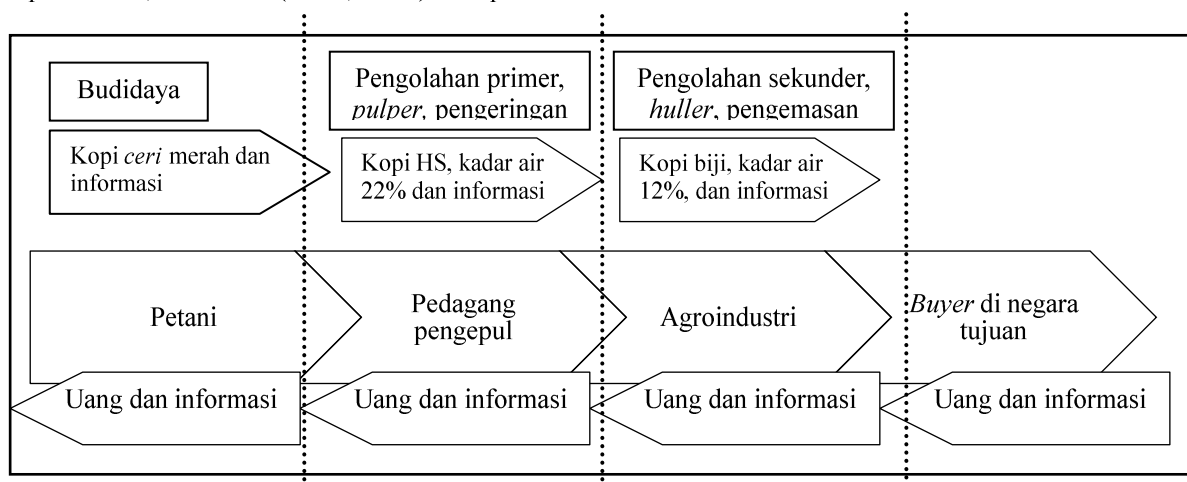 Budidaya
Pengolahan primer,
pulper, pengeringan
Pengolahan sekunder,
huller, pengemasan
Kopi ceri merah dan
informasi
Kopi HS, kadar air
22% dan informasi
Kopi biji, kadar air
12%, dan informasi
Petani
Pedagang
pengepul
Agroindustri
Buyer di negara
tujuan
Uang dan informasi
Uang dan informasi
Uang dan informasi
Uang dan informasi